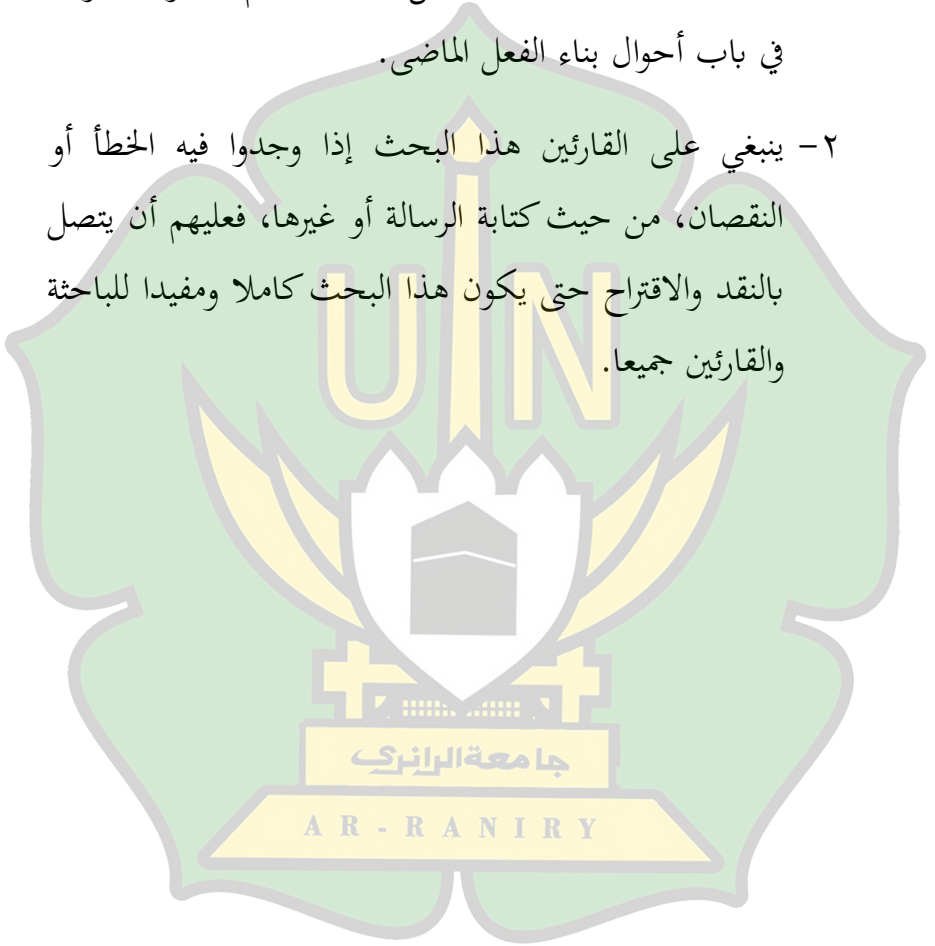 في باب أحوال بناء الفعل الماضى.
٢- ينبغي على القارئين هذا البحث إذا وجدوا فيه الخطأ أو
النقصان، من حيث كتابة الرسالة أو غيرها، فعليهم أن يتصل
بالنقد والاقتراح حتى يكون هذا البحث كاملا ومفيدا للباحثة
والقارئين جميعا.
UIN
جامعة الرانري
AR-RANIRY